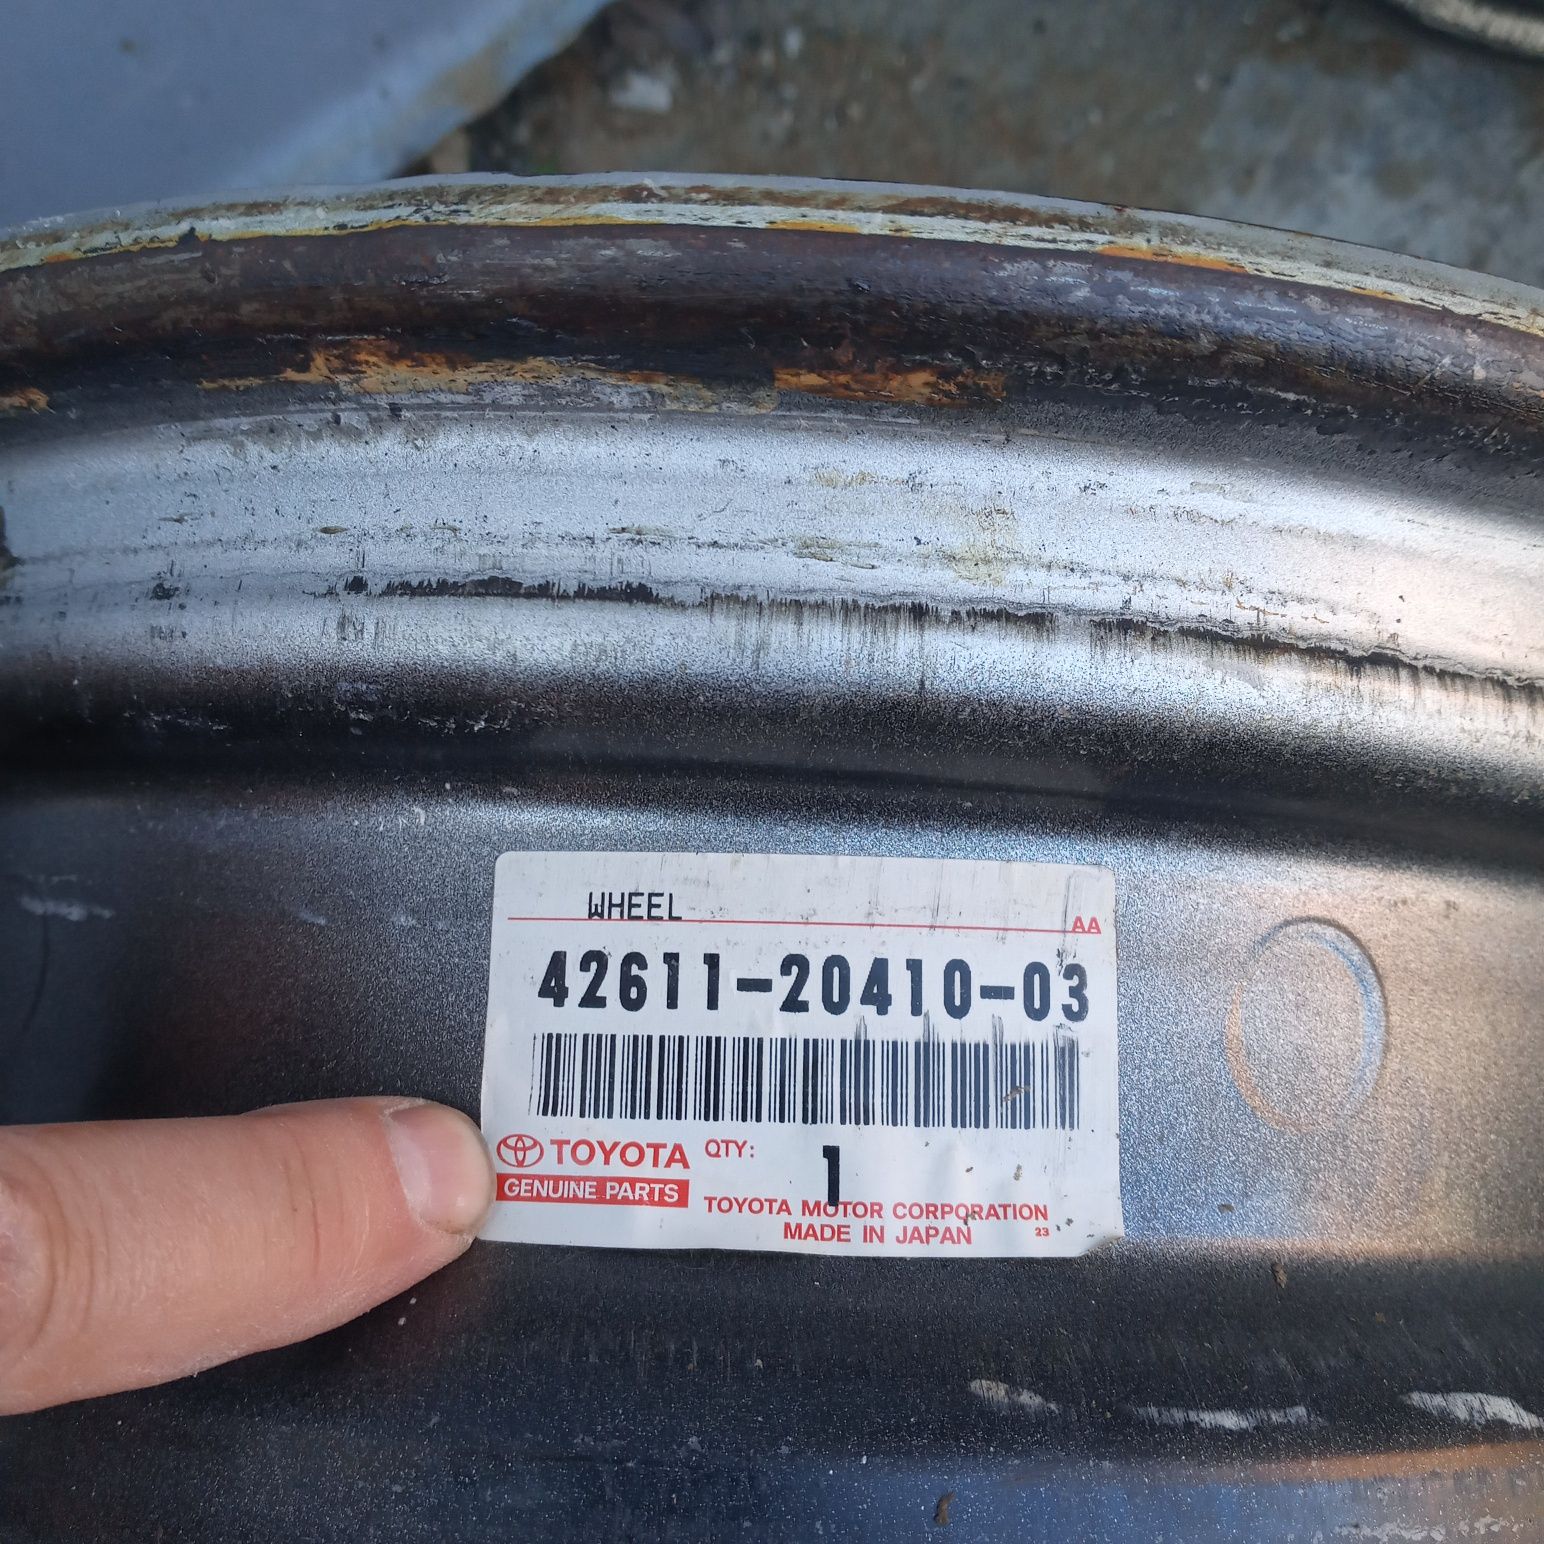 WHEEL
AA
42611-20410-03
TOYOTA QTY: 1
GENUINE PARTS
TOYOTA MOTOR CORPORATION
MADE IN JAPAN 23